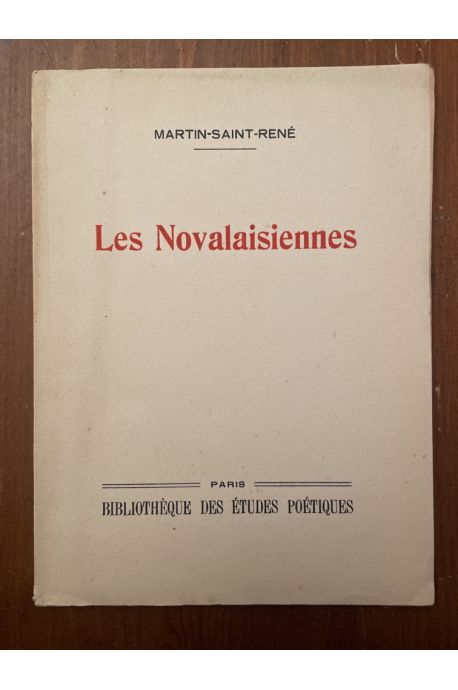 MARTIN-SAINT-RENÉ
Les Novalaisiennes
PARIS
BIBLIOTHÈQUE DES ÉTUDES POÉTIQUES